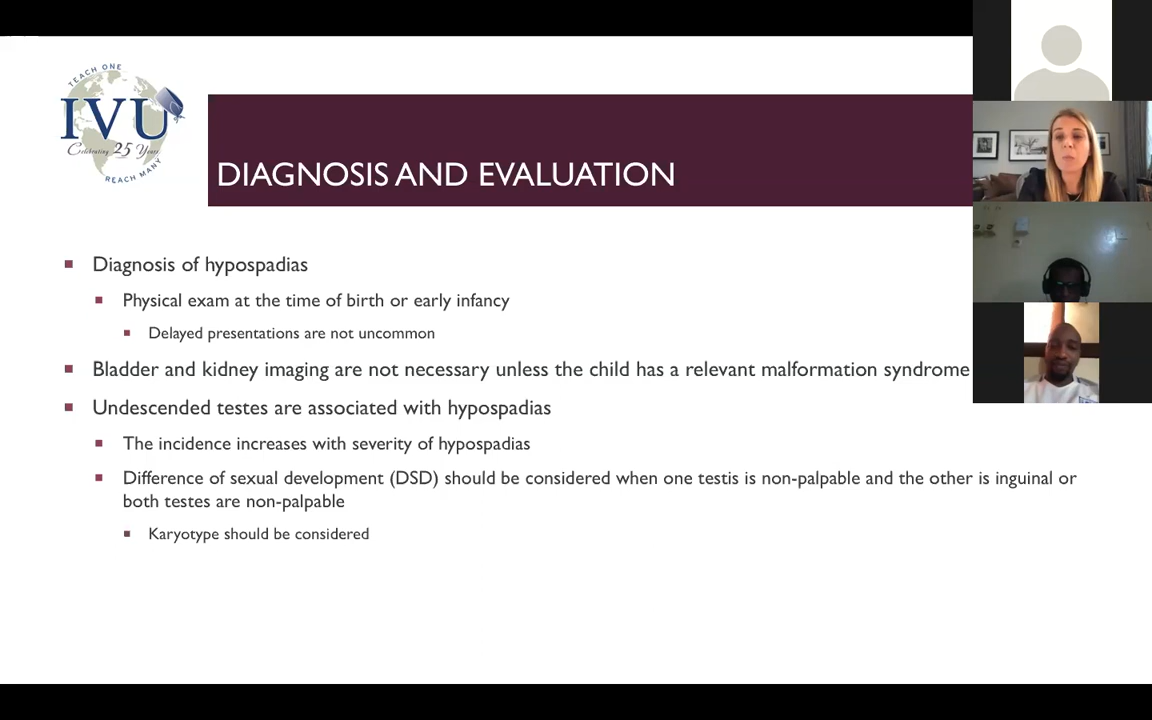 TEACH ONE
IVU
Celebrating 25 Years
REACH MANY
DIAGNOSIS AND EVALUATION
Diagnosis of hypospadias
Physical exam at the time of birth or early infancy
Delayed presentations are not uncommon
Bladder and kidney imaging are not necessary unless the child has a relevant malformation syndrome
Undescended testes are associated with hypospadias
The incidence increases with severity of hypospadias
Difference of sexual development (DSD) should be considered when one testis is non-palpable and the other is inguinal or
both testes are non-palpable
Karyotype should be considered